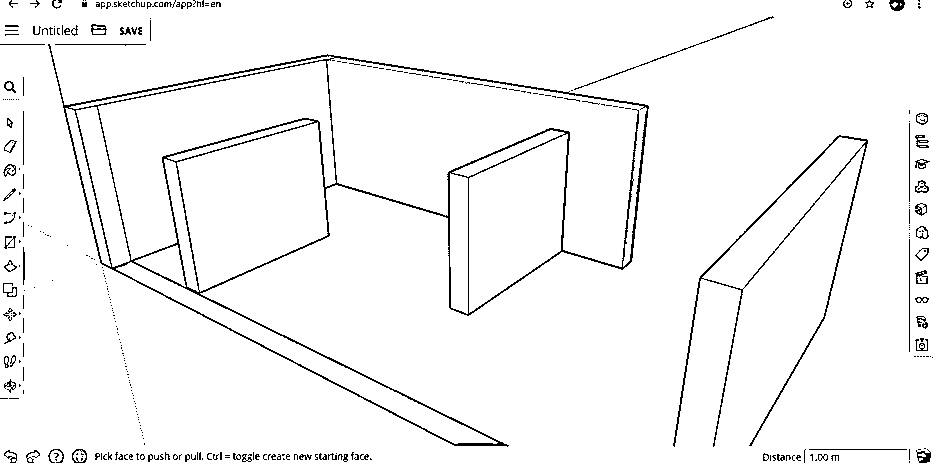 app.sketchup.com/app?hl=en
Untitled SAVE
Pick face to push or pull. Ctrl = toggle create new starting face.
Distance 1.00 m